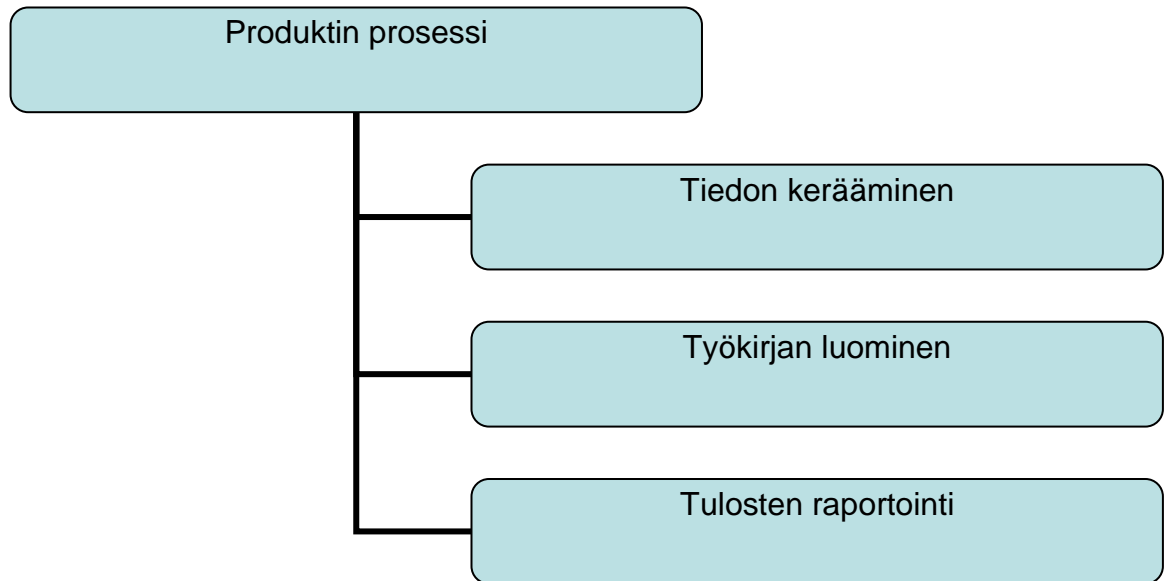 Produktin prosessi
Tiedon kerääminen
Työkirjan luominen
Tulosten raportointi